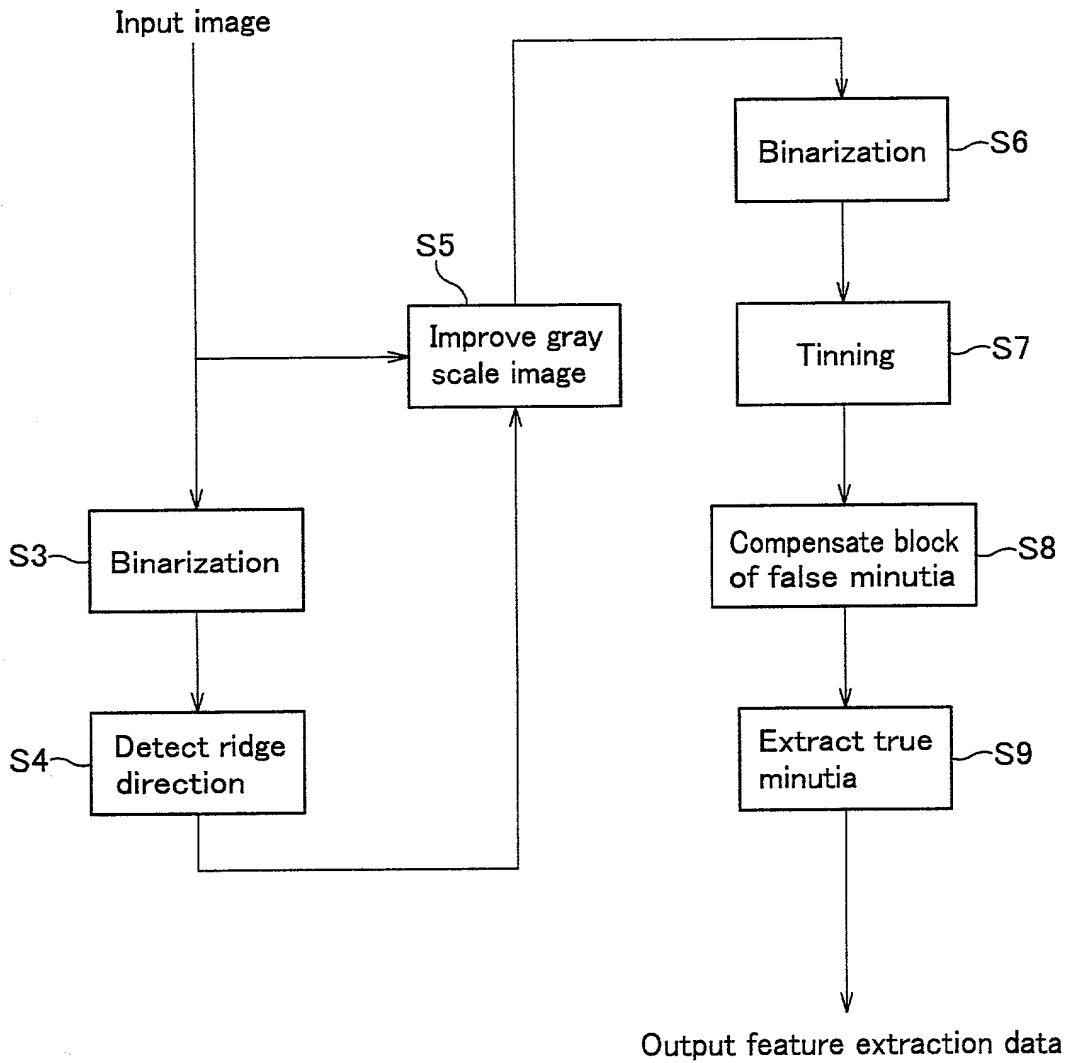 Input image
S3
Binarization
S4
Detect ridge
direction
S5
Improve gray
scale image
Binarization
S6
Tinning
S7
Compensate block
of false minutia
S8
Extract true
minutia
S9
Output feature extraction data